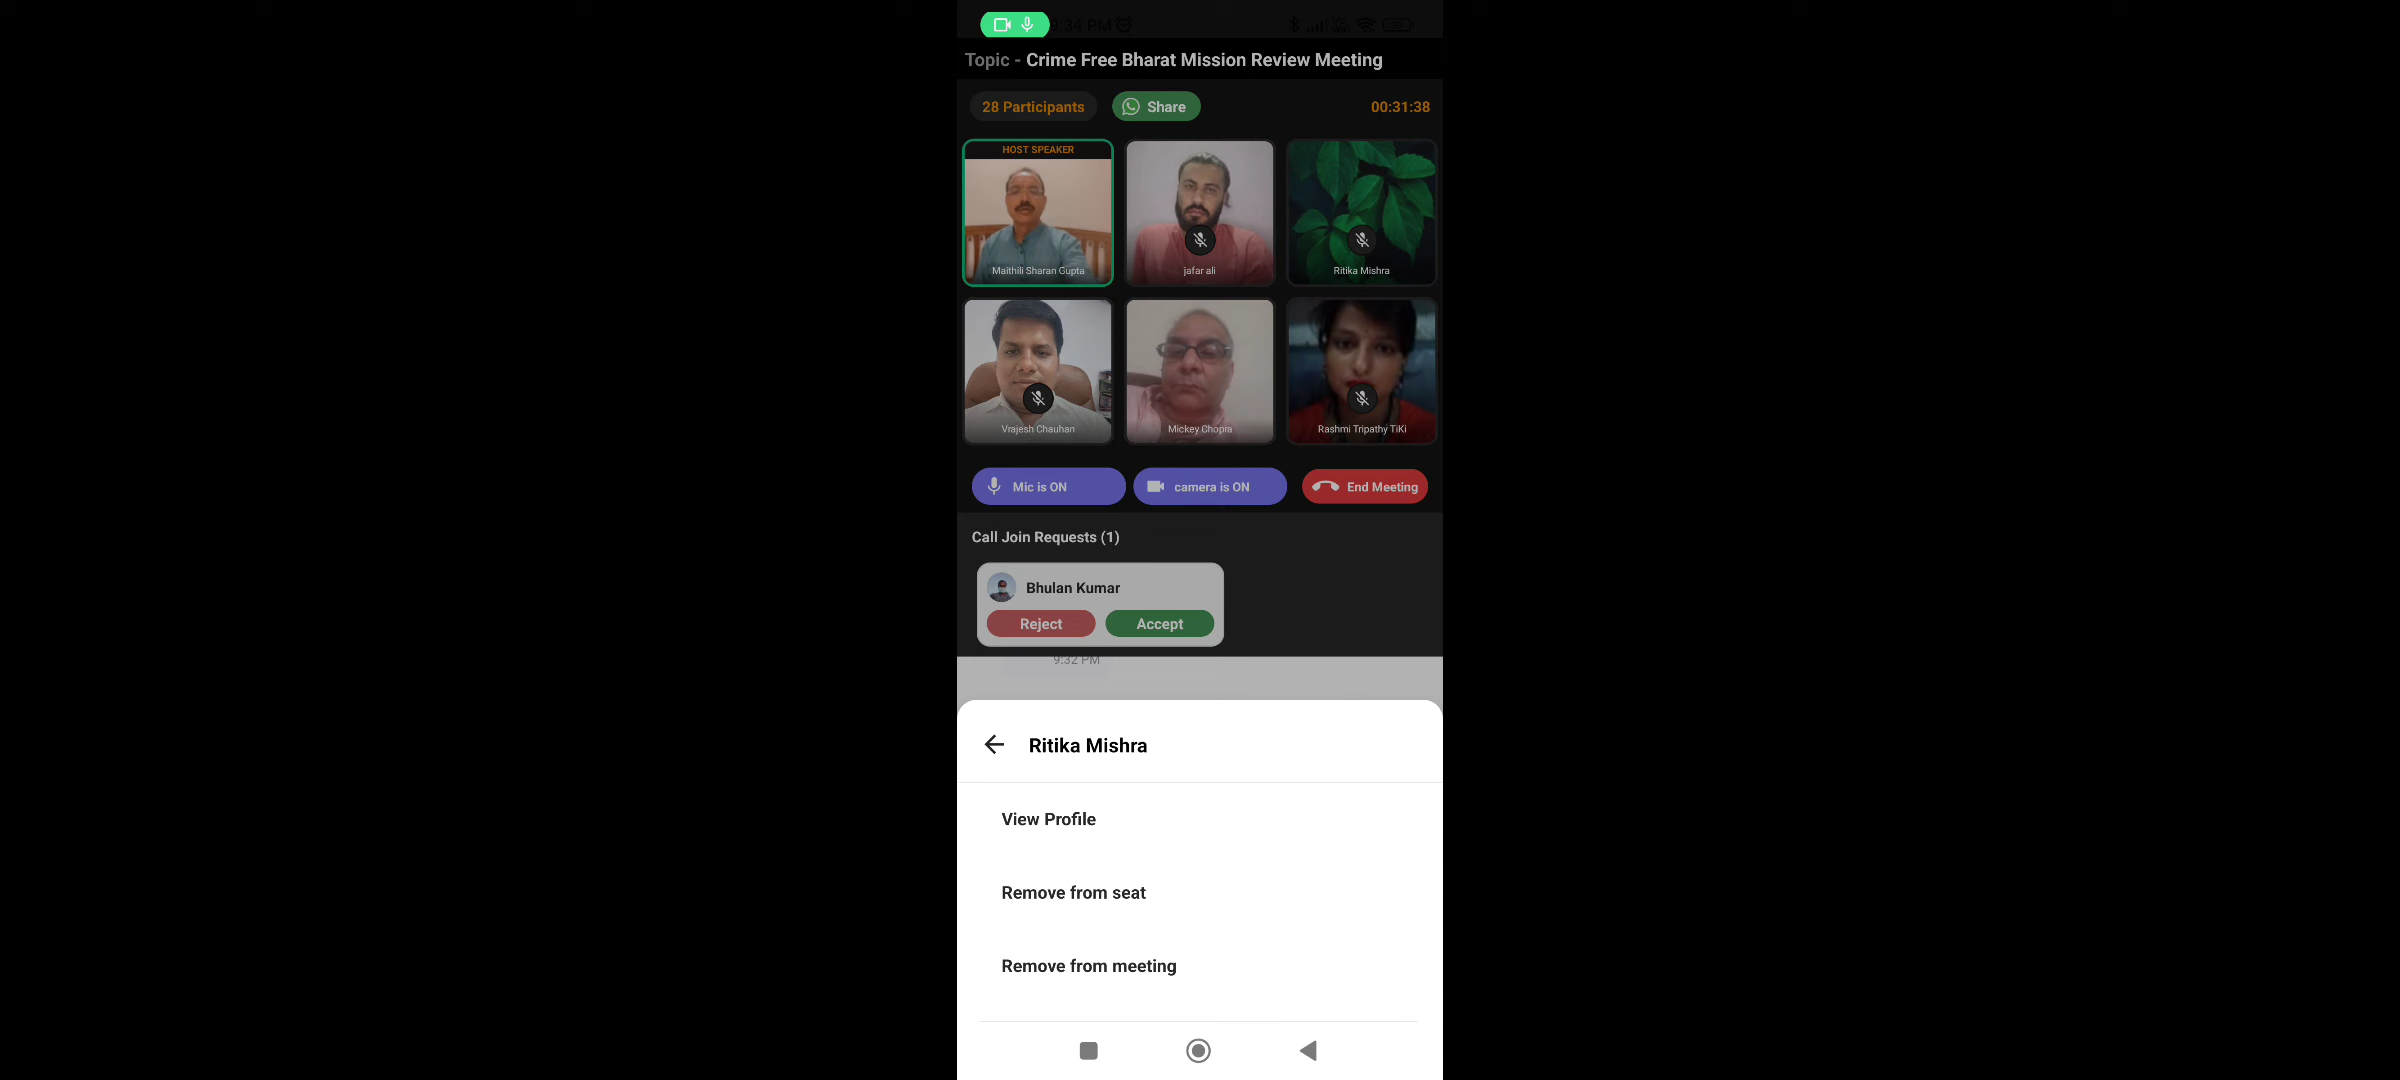 9:34 PM
Topic - Crime Free Bharat Mission Review Meeting
28 Participants
Share
00:31:38
HOST SPEAKER
Maithili Sharan Gupta
jafar ali
Ritika Mishra
Vrajesh Chauhan
Mickey Chopra
Rashmi Tripathy TiKi
Mic is ON
camera is ON
End Meeting
Call Join Requests (1)
Bhulan Kumar
Reject
Accept
9:32 PM
Ritika Mishra
View Profile
Remove from seat
Remove from meeting